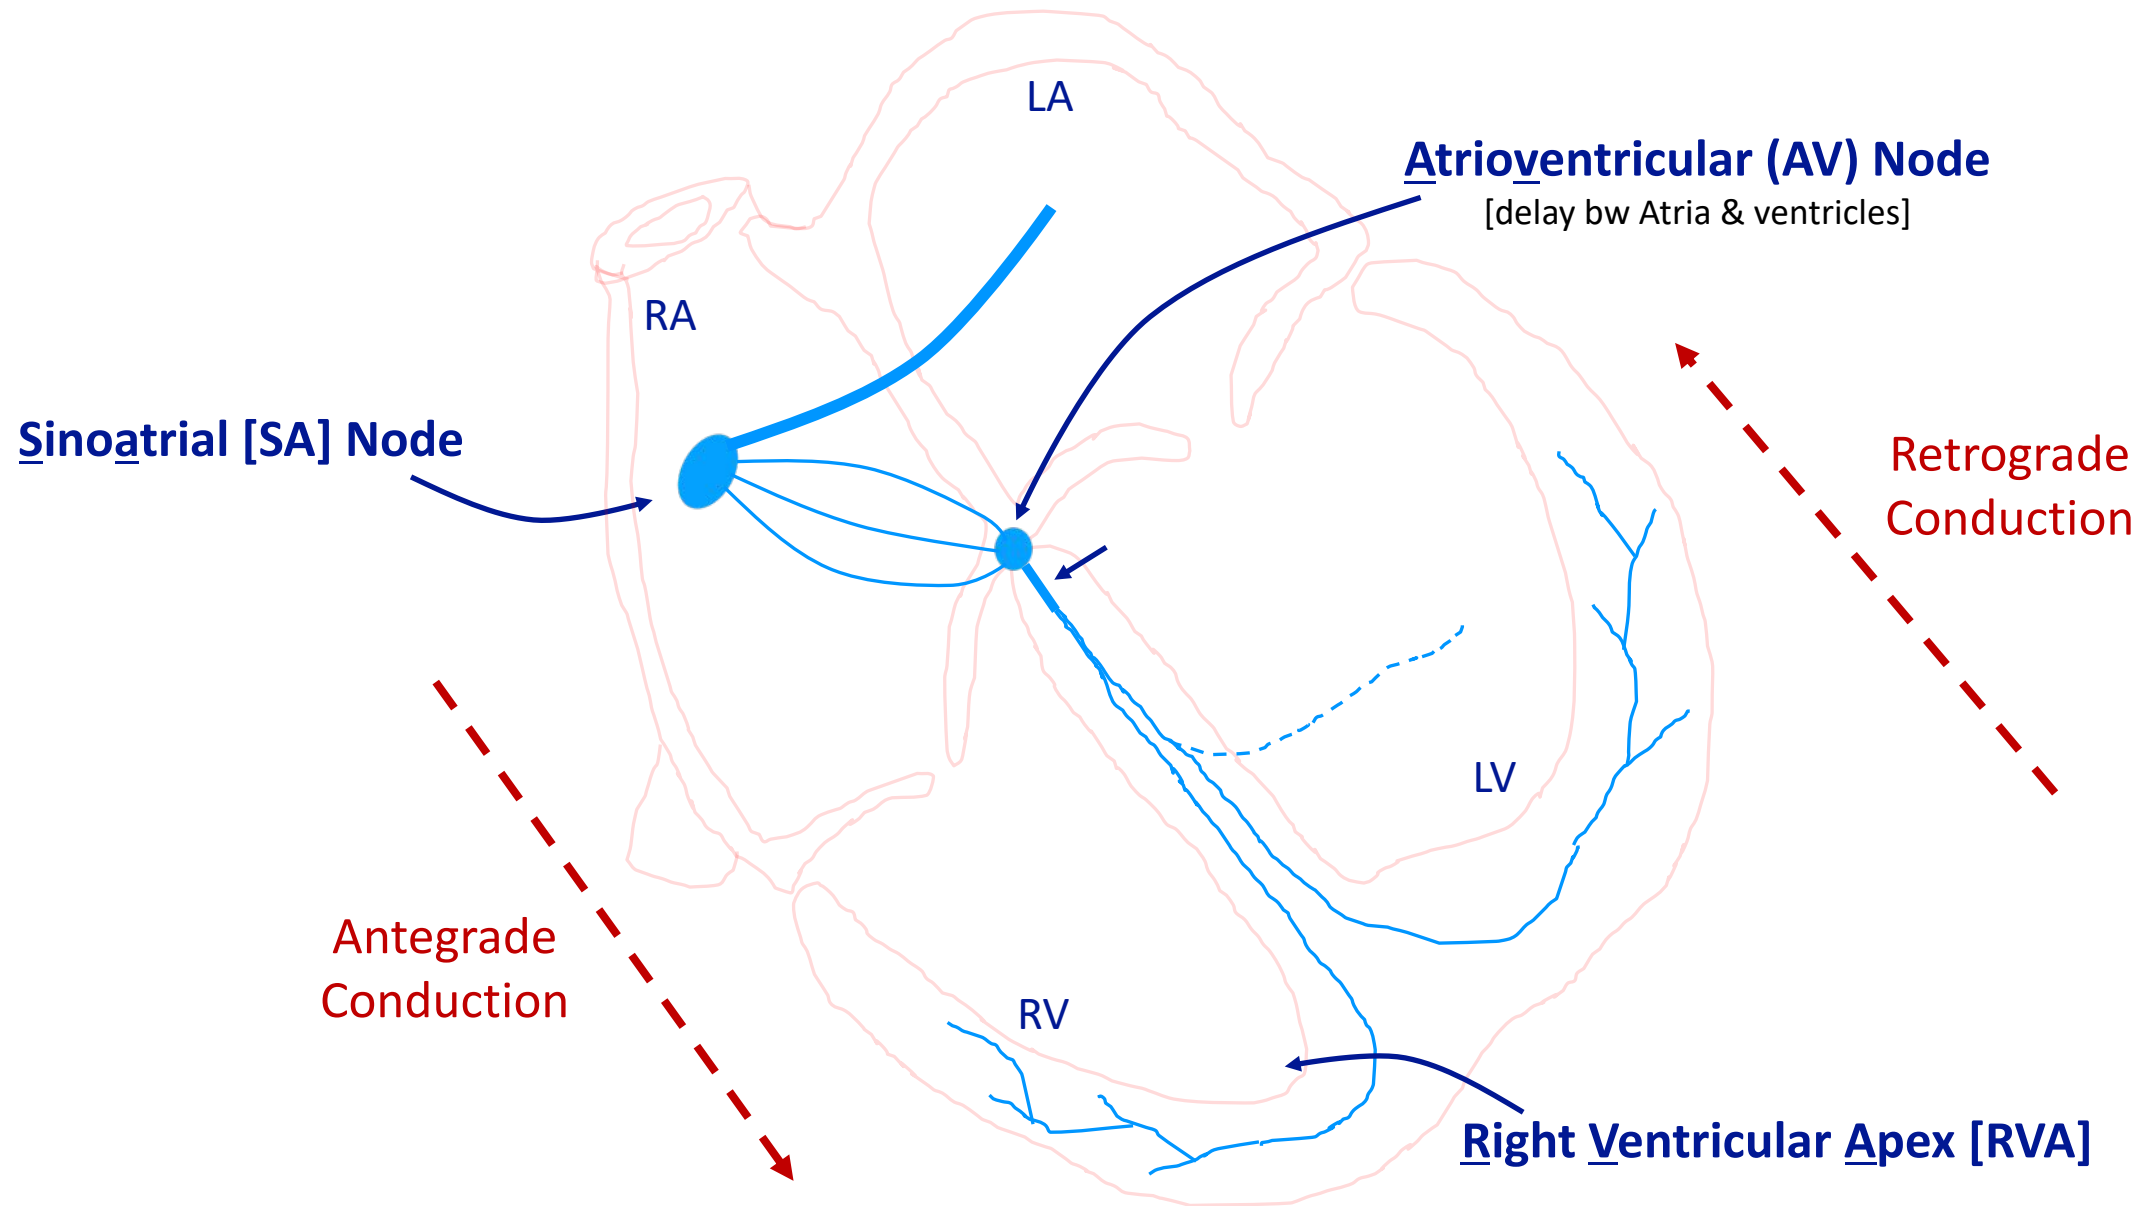 LA
Atrioventricular (AV) Node
[delay bw Atria & ventricles]
RA
Sinoatrial [SA] Node
Retrograde
Conduction
LV
Antegrade
Conduction
RV
Right Ventricular Apex [RVA]